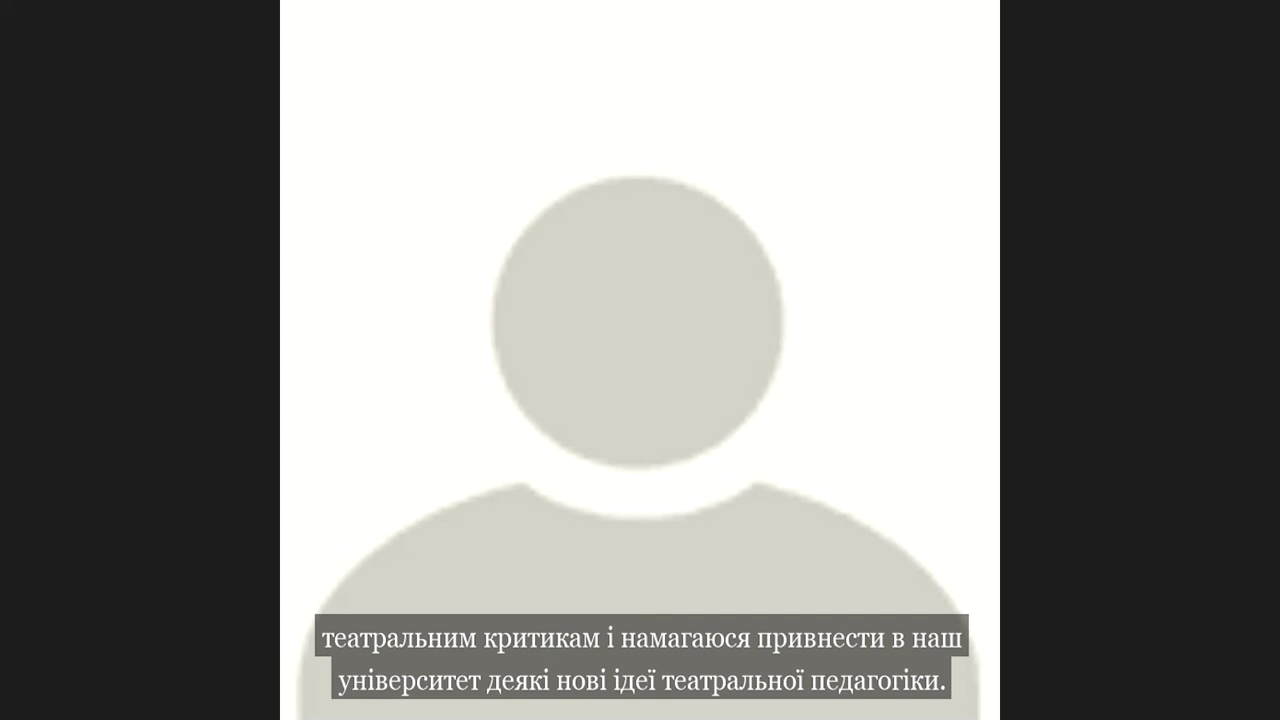 театральним критикам і намагаюся привнести в наш
університет деякі нові ідеї театральної педагогіки.